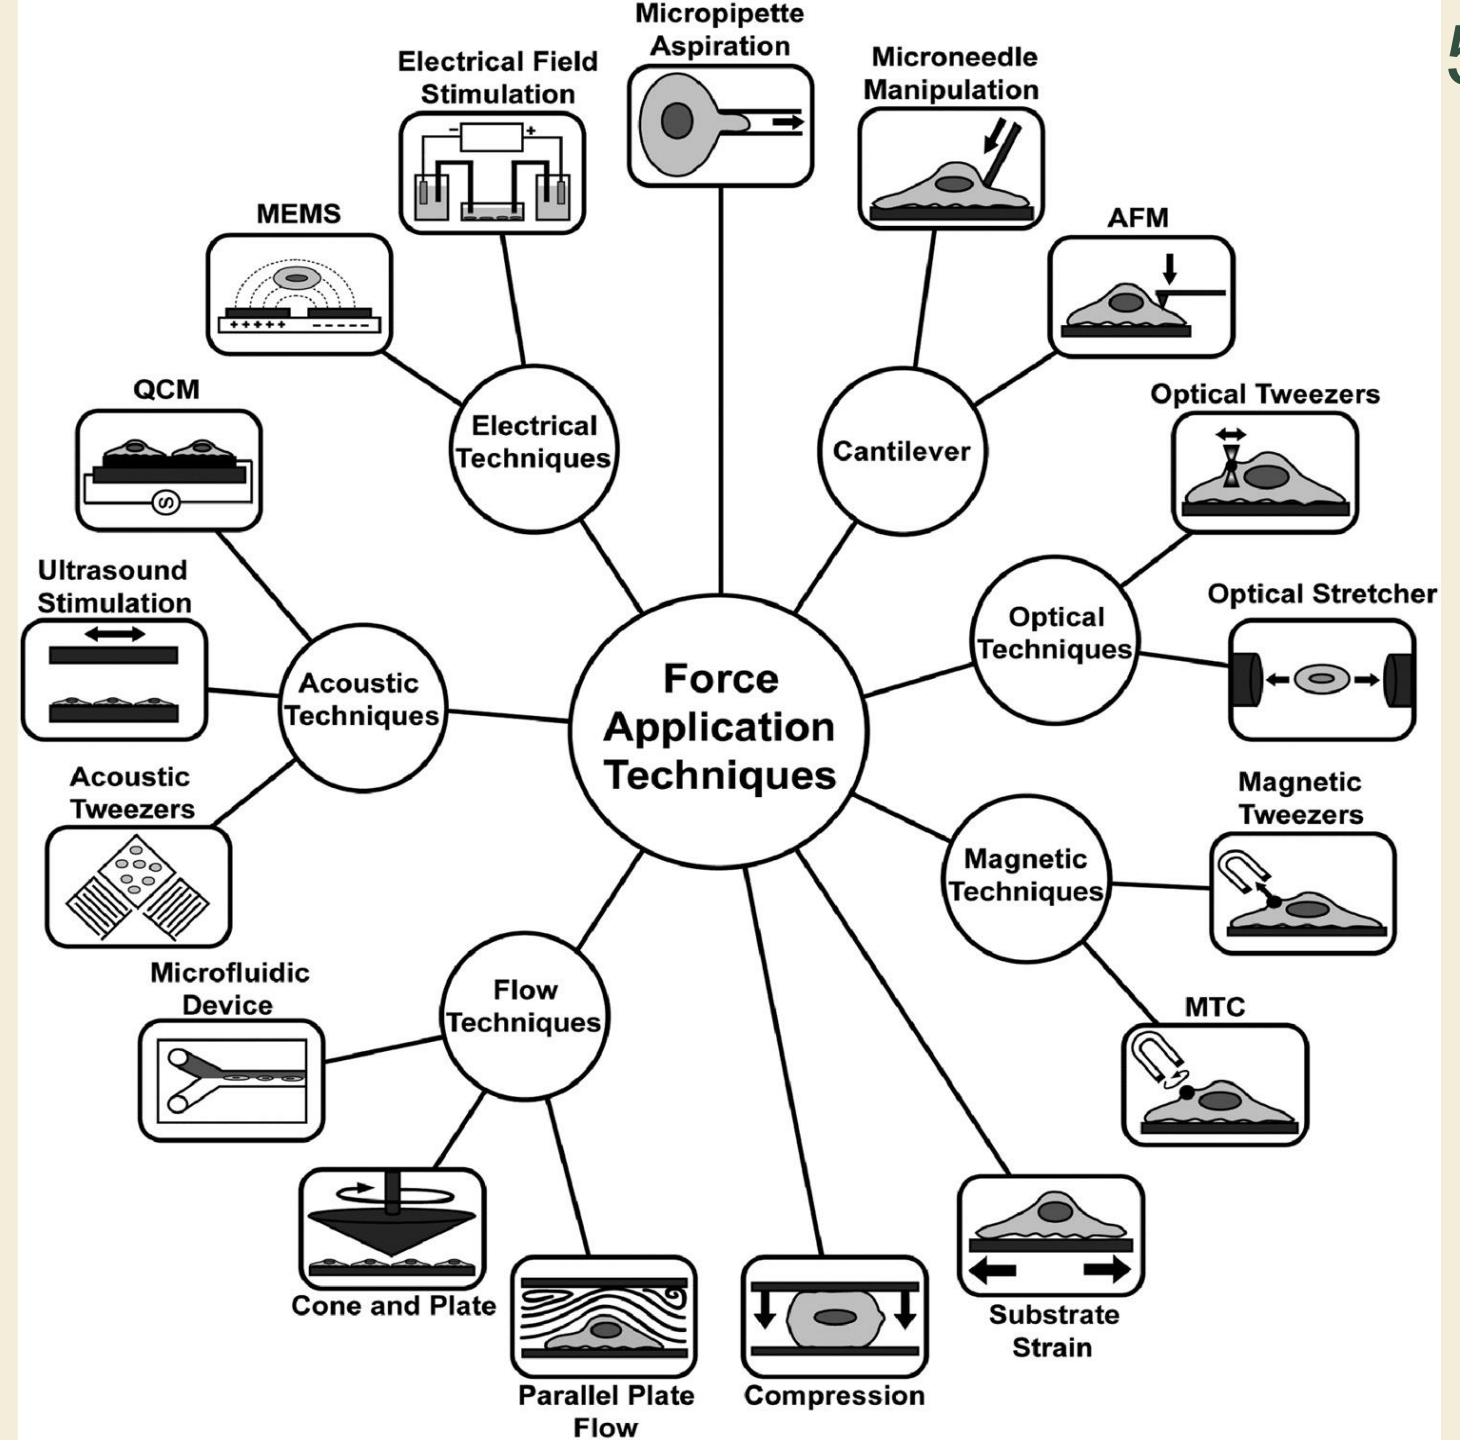 Micropipette
Aspiration
Electrical Field
Stimulation
Microneedle
Manipulation
MEMS
AFM
QCM
Optical Tweezers
Electrical
Techniques
Cantilever
Ultrasound
Stimulation
Optical Stretcher
Optical
Techniques
Acoustic
Techniques
Force
Application
Techniques
Acoustic
Tweezers
Magnetic
Tweezers
Magnetic
Techniques
Microfluidic
Device
Flow
Techniques
MTC
Cone and Plate
Substrate
Strain
Parallel Plate
Flow
Compression
- +
+ + + + + - - - - -
S